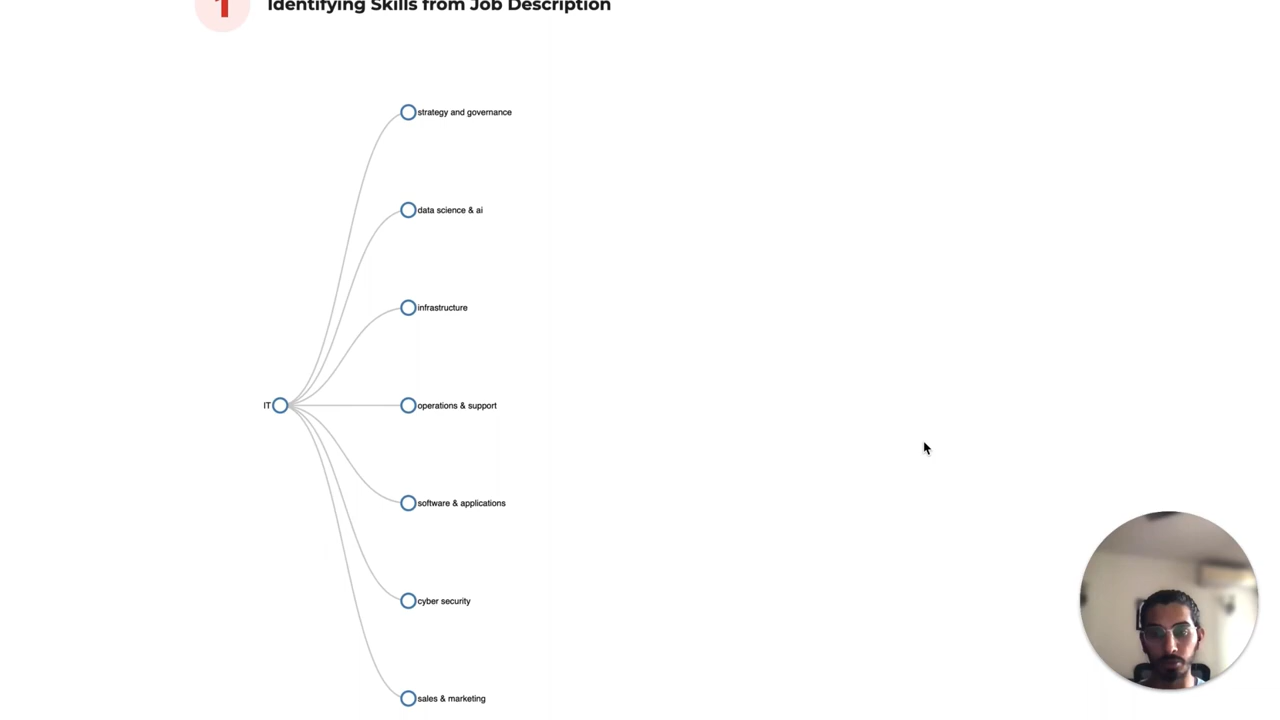 1
Identifying Skills from Job Description
strategy and governance
data science & ai
infrastructure
IT
operations & support
software & applications
cyber security
sales & marketing